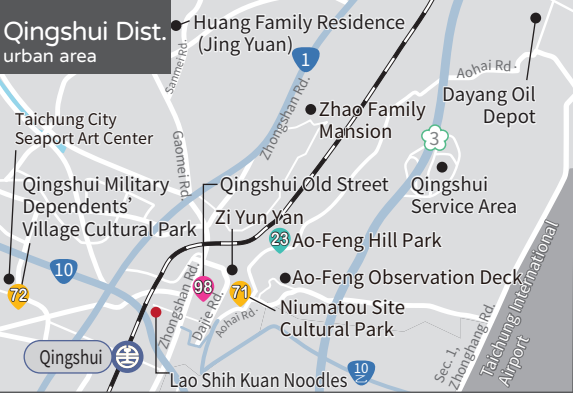 Qingshui Dist.
urban area
Huang Family Residence
(Jing Yuan)
Sanmei Rd.
1
Zhongshan Rd.
Aohai Rd.
Dayang Oil
Depot
Zhao Family
Mansion
3
Taichung City
Seaport Art Center
Gaomei Rd.
Qingshui Military
Dependents'
Village Cultural Park
Qingshui Old Street
Qingshui
Service Area
Zi Yun Yan
23 Ao-Feng Hill Park
10
72
98
71
Ao-Feng Observation Deck
Zhongshan Rd.
Dajie Rd.
Aohai Rd.
Niumatou Site
Cultural Park
Sec. 1,
Zhonghang Rd.
Taichung International
Airport
Qingshui
Lao Shih Kuan Noodles
10